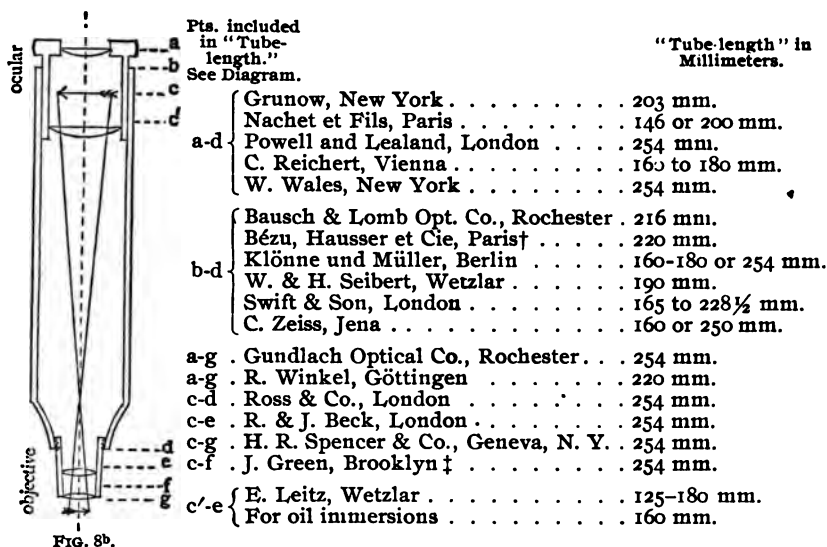 ocular
a
b
c
c'
d
e
f
g
objective
FIG. 8b.
Pts. included
in "Tube-
length."
See Diagram.
"Tube-length" in
Millimeters.
a-d
Grunow, New York . . . . . . . . . 203 mm.
Nachet et Fils, Paris . . . . . . . . 146 or 200 mm.
Powell and Lealand, London . . . . 254 mm.
C. Reichert, Vienna . . . . . . . . . 160 to 180 mm.
W. Wales, New York . . . . . . . . 254 mm.
b-d
Bausch & Lomb Opt. Co., Rochester . 216 mm.
Bézu, Hausser et Cie, Paris† . . . . . 220 mm.
Klönne und Müller, Berlin . . . . . 160-180 or 254 mm.
W. & H. Seibert, Wetzlar . . . . . . 190 mm.
Swift & Son, London . . . . . . . . 165 to 228½ mm.
C. Zeiss, Jena . . . . . . . . . . . . 160 or 250 mm.
a-g . Gundlach Optical Co., Rochester . . . 254 mm.
a-g . R. Winkel, Göttingen . . . . . . . 220 mm.
c-d . Ross & Co., London . . . . . . . . 254 mm.
c-e . R. & J. Beck, London . . . . . . . . 254 mm.
c-g . H. R. Spencer & Co., Geneva, N. Y. . 254 mm.
c-f . J. Green, Brooklyn ‡ . . . . . . . . 254 mm.
c'-e
E. Leitz, Wetzlar . . . . . . . . . . 125-180 mm.
For oil immersions . . . . . . . . . 160 mm.